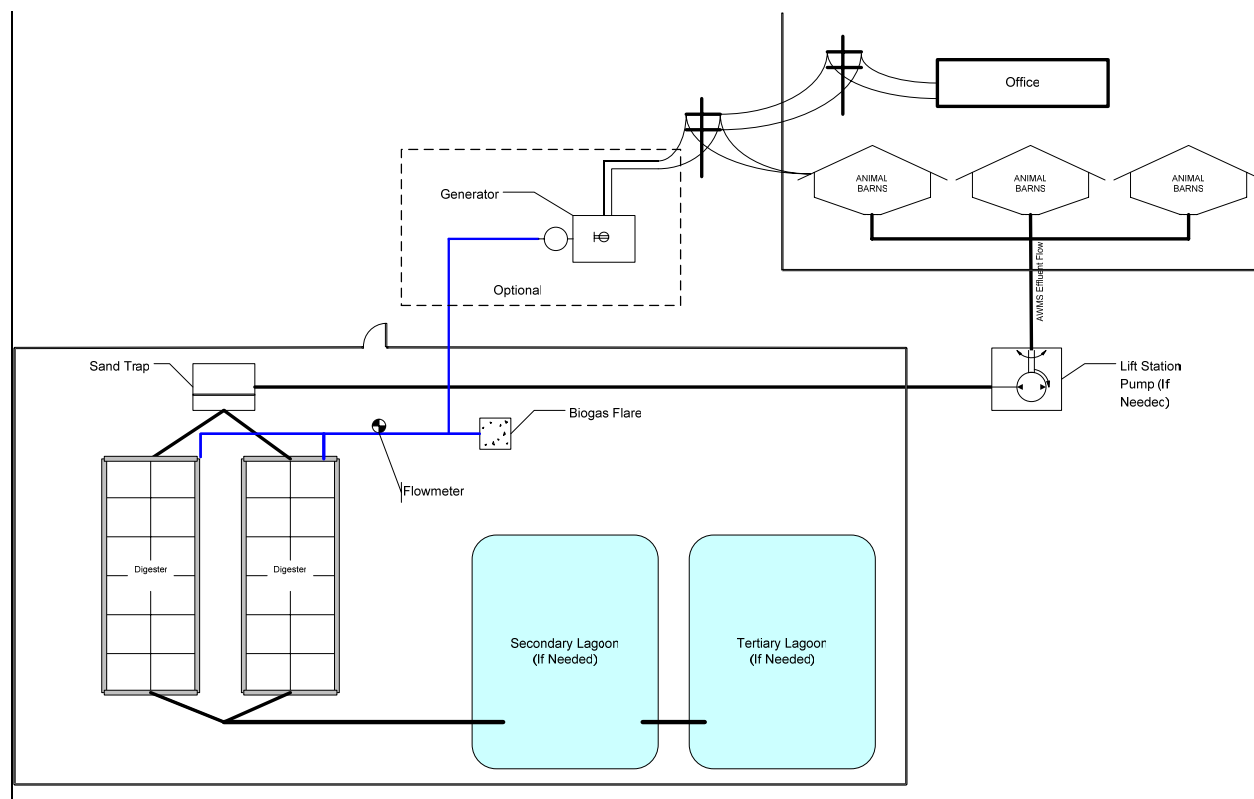 Office
ANIMAL
BARNS
ANIMAL
BARNS
ANIMAL
BARNS
Generator
Optional
AWMS Effluent Flow
Sand Trap
Lift Station
Pump (If
Needed)
Biogas Flare
Flowmeter
Digester
Digester
Secondary Lagoon
(If Needed)
Tertiary Lagoon
(If Needed)